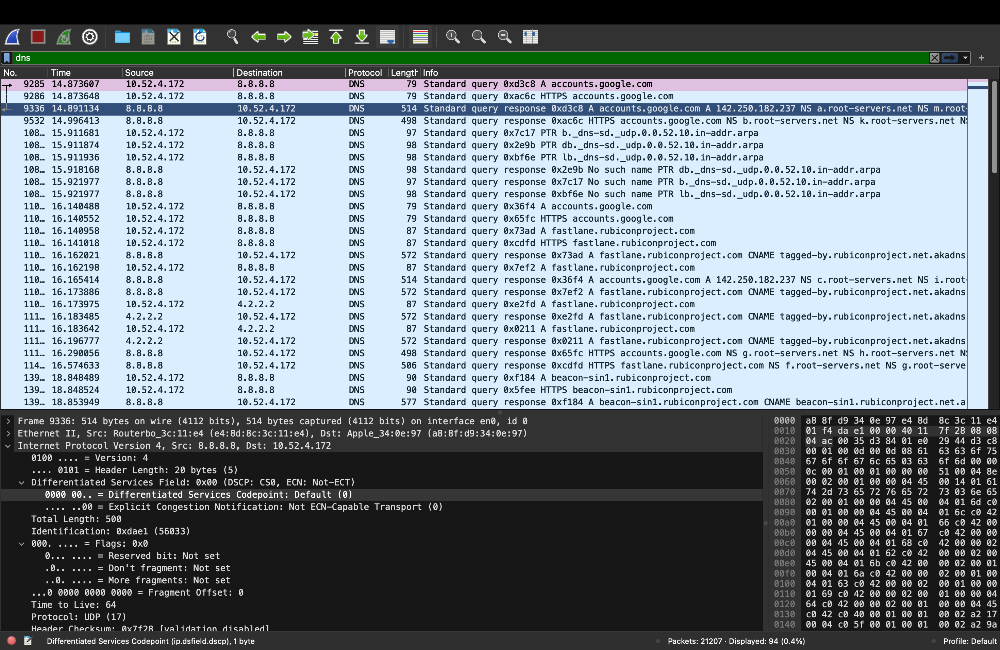 dns
No. Time Source Destination Protocol Length Info
9285 14.873607 10.52.4.172 8.8.8.8 DNS 79 Standard query 0xd3c8 A accounts.google.com
9286 14.873648 10.52.4.172 8.8.8.8 DNS 79 Standard query 0xac6c HTTPS accounts.google.com
9336 14.891134 8.8.8.8 10.52.4.172 DNS 514 Standard query response 0xd3c8 A accounts.google.com A 142.250.182.237 NS a.root-servers.net NS m.root-
9532 14.996413 8.8.8.8 10.52.4.172 DNS 498 Standard query response 0xac6c HTTPS accounts.google.com NS b.root-servers.net NS k.root-servers.net NS
108… 15.911681 10.52.4.172 8.8.8.8 DNS 97 Standard query 0x7c17 PTR b._dns-sd._udp.0.0.52.10.in-addr.arpa
108… 15.911874 10.52.4.172 8.8.8.8 DNS 98 Standard query 0x2e9b PTR db._dns-sd._udp.0.0.52.10.in-addr.arpa
108… 15.911936 10.52.4.172 8.8.8.8 DNS 98 Standard query 0xbf6e PTR lb._dns-sd._udp.0.0.52.10.in-addr.arpa
108… 15.918168 8.8.8.8 10.52.4.172 DNS 98 Standard query response 0x2e9b No such name PTR db._dns-sd._udp.0.0.52.10.in-addr.arpa
108… 15.921977 8.8.8.8 10.52.4.172 DNS 97 Standard query response 0x7c17 No such name PTR b._dns-sd._udp.0.0.52.10.in-addr.arpa
108… 15.921977 8.8.8.8 10.52.4.172 DNS 98 Standard query response 0xbf6e No such name PTR lb._dns-sd._udp.0.0.52.10.in-addr.arpa
110… 16.140488 10.52.4.172 8.8.8.8 DNS 79 Standard query 0x36f4 A accounts.google.com
110… 16.140552 10.52.4.172 8.8.8.8 DNS 79 Standard query 0x65fc HTTPS accounts.google.com
110… 16.140958 10.52.4.172 8.8.8.8 DNS 87 Standard query 0x73ad A fastlane.rubiconproject.com
110… 16.141018 10.52.4.172 8.8.8.8 DNS 87 Standard query 0xcdfd HTTPS fastlane.rubiconproject.com
110… 16.162021 8.8.8.8 10.52.4.172 DNS 572 Standard query response 0x73ad A fastlane.rubiconproject.com CNAME tagged-by.rubiconproject.net.akadns
110… 16.162198 10.52.4.172 8.8.8.8 DNS 87 Standard query 0x7ef2 A fastlane.rubiconproject.com
110… 16.165414 8.8.8.8 10.52.4.172 DNS 514 Standard query response 0x36f4 A accounts.google.com A 142.250.182.237 NS c.root-servers.net NS i.root-
110… 16.173886 8.8.8.8 10.52.4.172 DNS 572 Standard query response 0x7ef2 A fastlane.rubiconproject.com CNAME tagged-by.rubiconproject.net.akadns
110… 16.173975 10.52.4.172 4.2.2.2 DNS 87 Standard query 0xe2fd A fastlane.rubiconproject.com
111… 16.183485 4.2.2.2 10.52.4.172 DNS 572 Standard query response 0xe2fd A fastlane.rubiconproject.com CNAME tagged-by.rubiconproject.net.akadns
111… 16.183642 10.52.4.172 4.2.2.2 DNS 87 Standard query 0x0211 A fastlane.rubiconproject.com
111… 16.196777 4.2.2.2 10.52.4.172 DNS 572 Standard query response 0x0211 A fastlane.rubiconproject.com CNAME tagged-by.rubiconproject.net.akadns
111… 16.290056 8.8.8.8 10.52.4.172 DNS 498 Standard query response 0x65fc HTTPS accounts.google.com NS g.root-servers.net NS h.root-servers.net NS
114… 16.574633 8.8.8.8 10.52.4.172 DNS 506 Standard query response 0xcdfd HTTPS fastlane.rubiconproject.com NS f.root-servers.net NS g.root-serve
139… 18.848489 10.52.4.172 8.8.8.8 DNS 90 Standard query 0xf184 A beacon-sin1.rubiconproject.com
139… 18.848524 10.52.4.172 8.8.8.8 DNS 90 Standard query 0x5fee HTTPS beacon-sin1.rubiconproject.com
139… 18.853949 8.8.8.8 10.52.4.172 DNS 577 Standard query response 0xf184 A beacon-sin1.rubiconproject.com CNAME beacon-sin1.rubiconproject.net.a
Frame 9336: 514 bytes on wire (4112 bits), 514 bytes captured (4112 bits) on interface en0, id 0
Ethernet II, Src: Routerbo_3c:11:e4 (e4:8d:8c:3c:11:e4), Dst: Apple_34:0e:97 (a8:8f:d9:34:0e:97)
Internet Protocol Version 4, Src: 8.8.8.8, Dst: 10.52.4.172
0100 .... = Version: 4
.... 0101 = Header Length: 20 bytes (5)
Differentiated Services Field: 0x00 (DSCP: CS0, ECN: Not-ECT)
0000 00.. = Differentiated Services Codepoint: Default (0)
.... ..00 = Explicit Congestion Notification: Not ECN-Capable Transport (0)
Total Length: 500
Identification: 0xdae1 (56033)
000. .... = Flags: 0x0
0... .... = Reserved bit: Not set
.0.. .... = Don't fragment: Not set
..0. .... = More fragments: Not set
...0 0000 0000 0000 = Fragment Offset: 0
Time to Live: 64
Protocol: UDP (17)
Header Checksum: 0x7f28 [validation disabled]
0000 a8 8f d9 34 0e 97 e4 8d 8c 3c 11 e4
0010 01 f4 da e1 00 00 40 11 7f 28 08 08
0020 04 ac 00 35 d3 84 01 e0 29 44 d3 c8
0030 00 01 00 0d 00 0d 08 61 63 63 6f 75
0040 67 6f 6f 67 6c 65 03 63 6f 6d 00 00
0050 0c 00 01 00 01 00 00 00 51 00 04 8e
0060 00 02 00 01 00 00 04 45 00 14 01 61
0070 74 2d 73 65 72 76 65 72 73 03 6e 65
0080 02 00 01 00 00 04 45 00 04 01 6d c0
0090 00 01 00 00 04 45 00 04 01 6c c0 42
00a0 01 00 00 04 45 00 04 01 66 c0 42 00
00b0 00 00 04 45 00 04 01 67 c0 42 00 00
00c0 00 04 45 00 04 01 68 c0 42 00 00 02
00d0 04 45 00 04 01 62 c0 42 00 00 02 00
00e0 45 00 04 01 6b c0 42 00 00 02 00 01
00f0 00 04 01 6a c0 42 00 00 02 00 01 00
0100 04 01 63 c0 42 00 00 02 00 01 00 00
0110 01 69 c0 42 00 00 02 00 01 00 00 04
0120 64 c0 42 00 00 02 00 01 00 00 04 45
0130 c0 42 c0 40 00 01 00 01 00 02 a2 17
0140 00 04 c0 5f 00 01 00 01 00 02 a2 9a
Differentiated Services Codepoint (ip.dsfield.dscp), 1 byte
Packets: 21207 · Displayed: 94 (0.4%)
Profile: Default